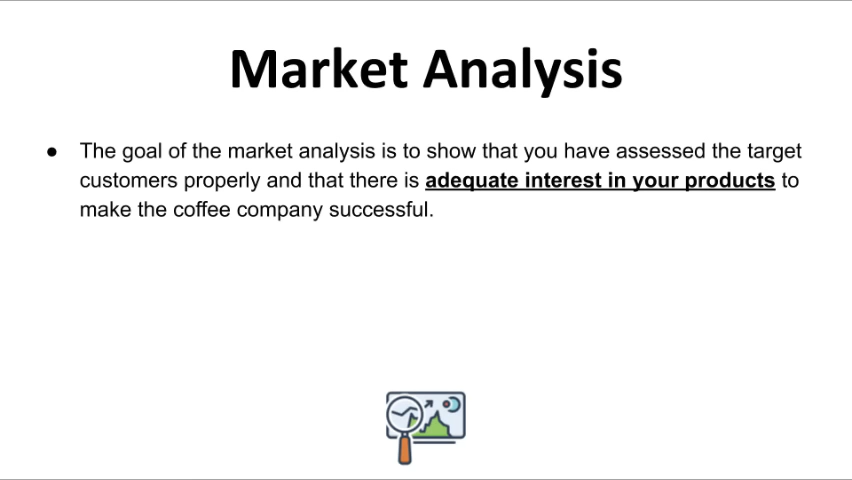 Market Analysis
● The goal of the market analysis is to show that you have assessed the target
customers properly and that there is adequate interest in your products to
make the coffee company successful.